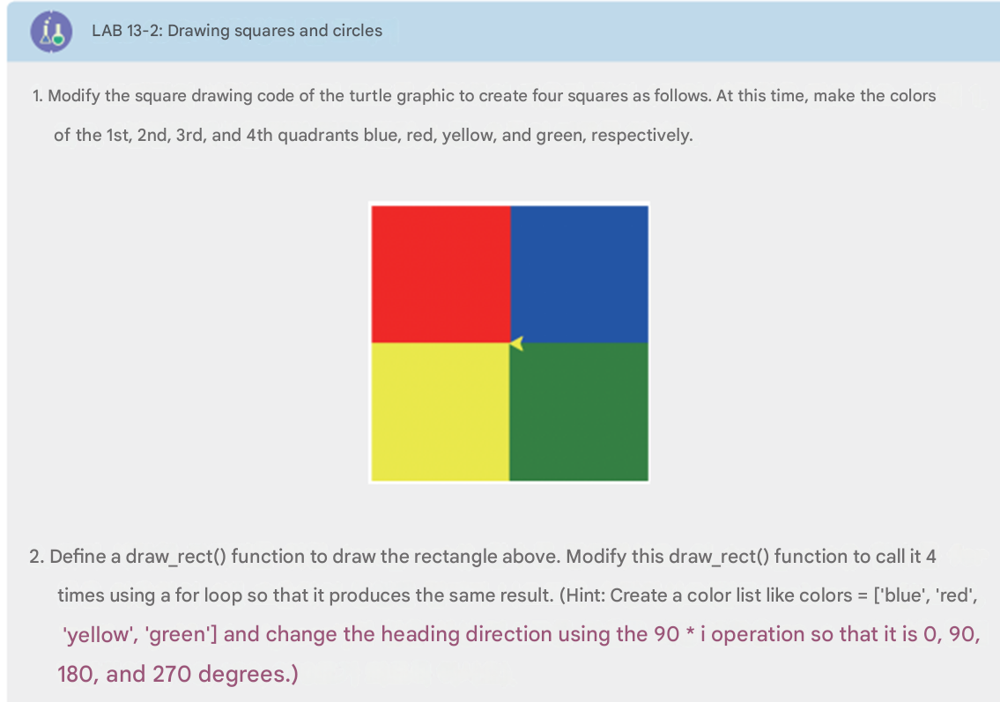 LAB 13-2: Drawing squares and circles
1. Modify the square drawing code of the turtle graphic to create four squares as follows. At this time, make the colors
of the 1st, 2nd, 3rd, and 4th quadrants blue, red, yellow, and green, respectively.
2. Define a draw_rect() function to draw the rectangle above. Modify this draw_rect() function to call it 4
times using a for loop so that it produces the same result. (Hint: Create a color list like colors = ['blue', 'red',
'yellow', 'green'] and change the heading direction using the 90 * i operation so that it is 0, 90,
180, and 270 degrees.)